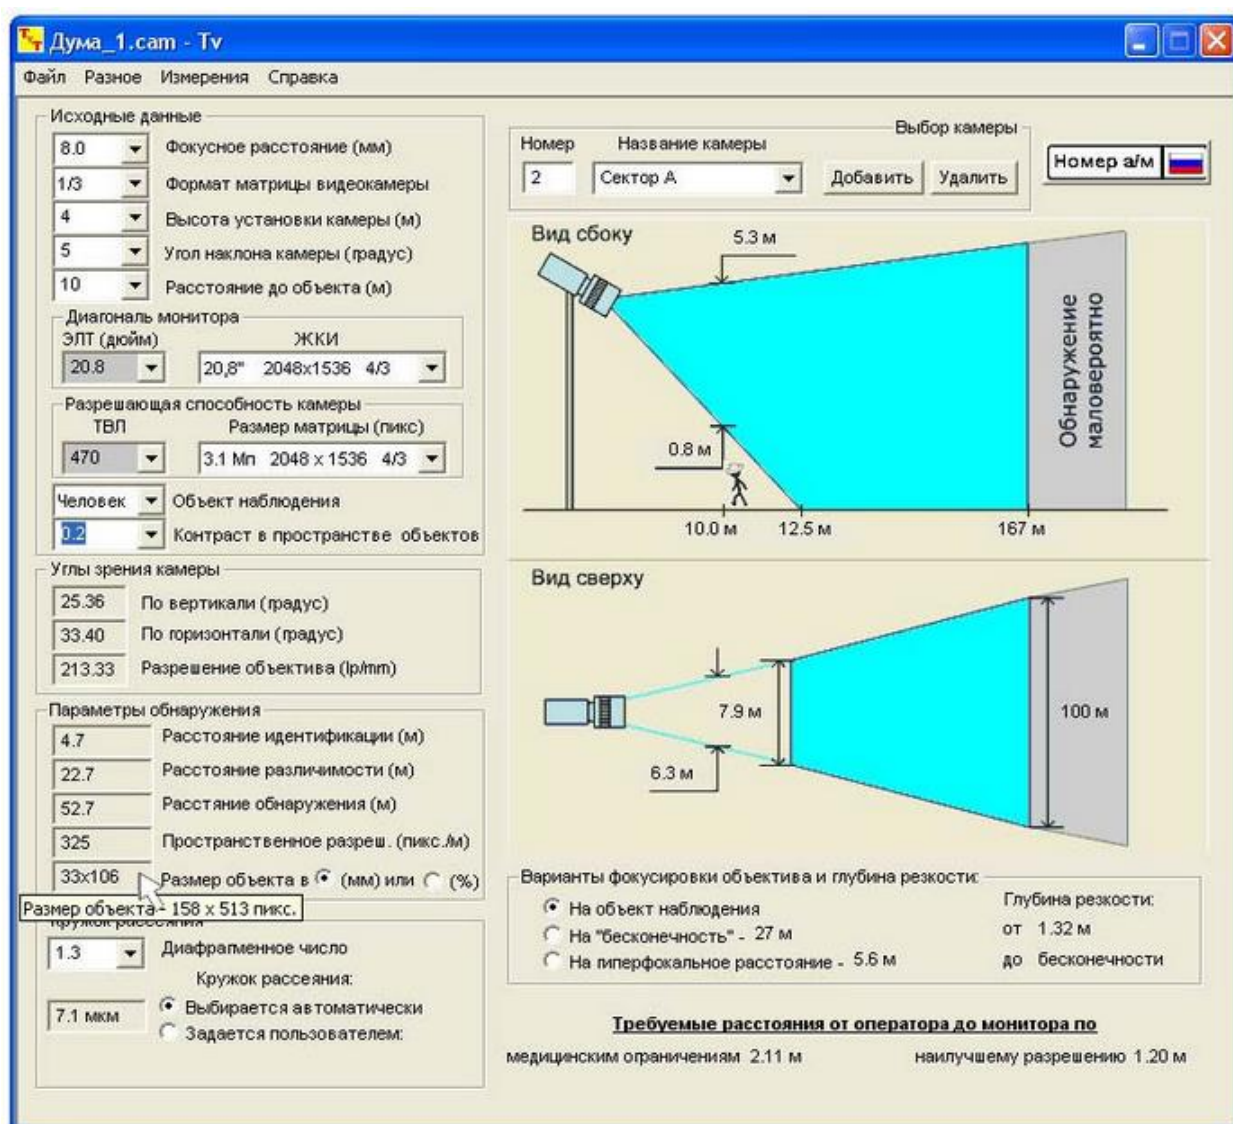 Дума_1.cam - Tv
Файл Разное Измерения Справка
Исходные данные
8.0 Фокусное расстояние (мм)
1/3 Формат матрицы видеокамеры
4 Высота установки камеры (м)
5 Угол наклона камеры (градус)
10 Расстояние до объекта (м)
Диагональ монитора
ЭЛТ (дюйм) ЖКИ
20.8 20,8" 2048x1536 4/3
Разрешающая способность камеры
ТВЛ Размер матрицы (пикс)
470 3.1 Мп 2048 x 1536 4/3
Человек Объект наблюдения
0.2 Контраст в пространстве объектов
Углы зрения камеры
25.36 По вертикали (градус)
33.40 По горизонтали (градус)
213.33 Разрешение объектива (lp/mm)
Параметры обнаружения
4.7 Расстояние идентификации (м)
22.7 Расстояние различимости (м)
52.7 Расстяние обнаружения (м)
325 Пространственное разреш. (пикс./м)
33x106 Размер объекта в (мм) или (%)
Размер объекта - 158 x 513 пикс.
Кружок рассеяния
1.3 Диафрагменное число
Кружок рассеяния:
7.1 мкм Выбирается автоматически
Задается пользователем:
Выбор камеры
Номер Название камеры
2 Сектор А Добавить Удалить
Номер а/м
Вид сбоку
5.3 м
0.8 м
10.0 м 12.5 м 167 м
Обнаружение
маловероятно
Вид сверху
7.9 м
6.3 м
100 м
Варианты фокусировки объектива и глубина резкости:
На объект наблюдения
На "бесконечность" - 27 м
На гиперфокальное расстояние - 5.6 м
Глубина резкости:
от 1.32 м
до бесконечности
Требуемые расстояния от оператора до монитора по
медицинским ограничениям 2.11 м наилучшему разрешению 1.20 м